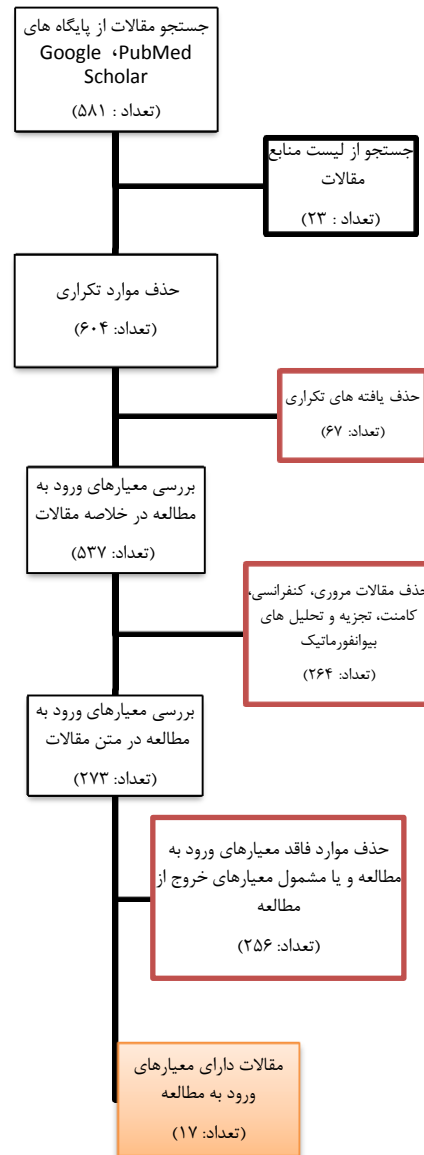 جستجو مقالات از پایگاه های
Google ،PubMed
Scholar
(تعداد : ۵۸۱)
جستجو از لیست منابع
مقالات
(تعداد : ۲۳)
حذف موارد تکراری
(تعداد: ۶۰۴)
حذف یافته های تکراری
(تعداد: ۶۷)
بررسی معیارهای ورود به
مطالعه در خلاصه مقالات
(تعداد: ۵۳۷)
حذف مقالات مروری، کنفرانسی،
کامنت، تجزیه و تحلیل های
بیوانفورماتیک
(تعداد: ۲۶۴)
بررسی معیارهای ورود به
مطالعه در متن مقالات
(تعداد: ۲۷۳)
حذف موارد فاقد معیارهای ورود به
مطالعه و یا مشمول معیارهای خروج از
مطالعه
(تعداد: ۲۵۶)
مقالات دارای معیارهای
ورود به مطالعه
(تعداد: ۱۷)